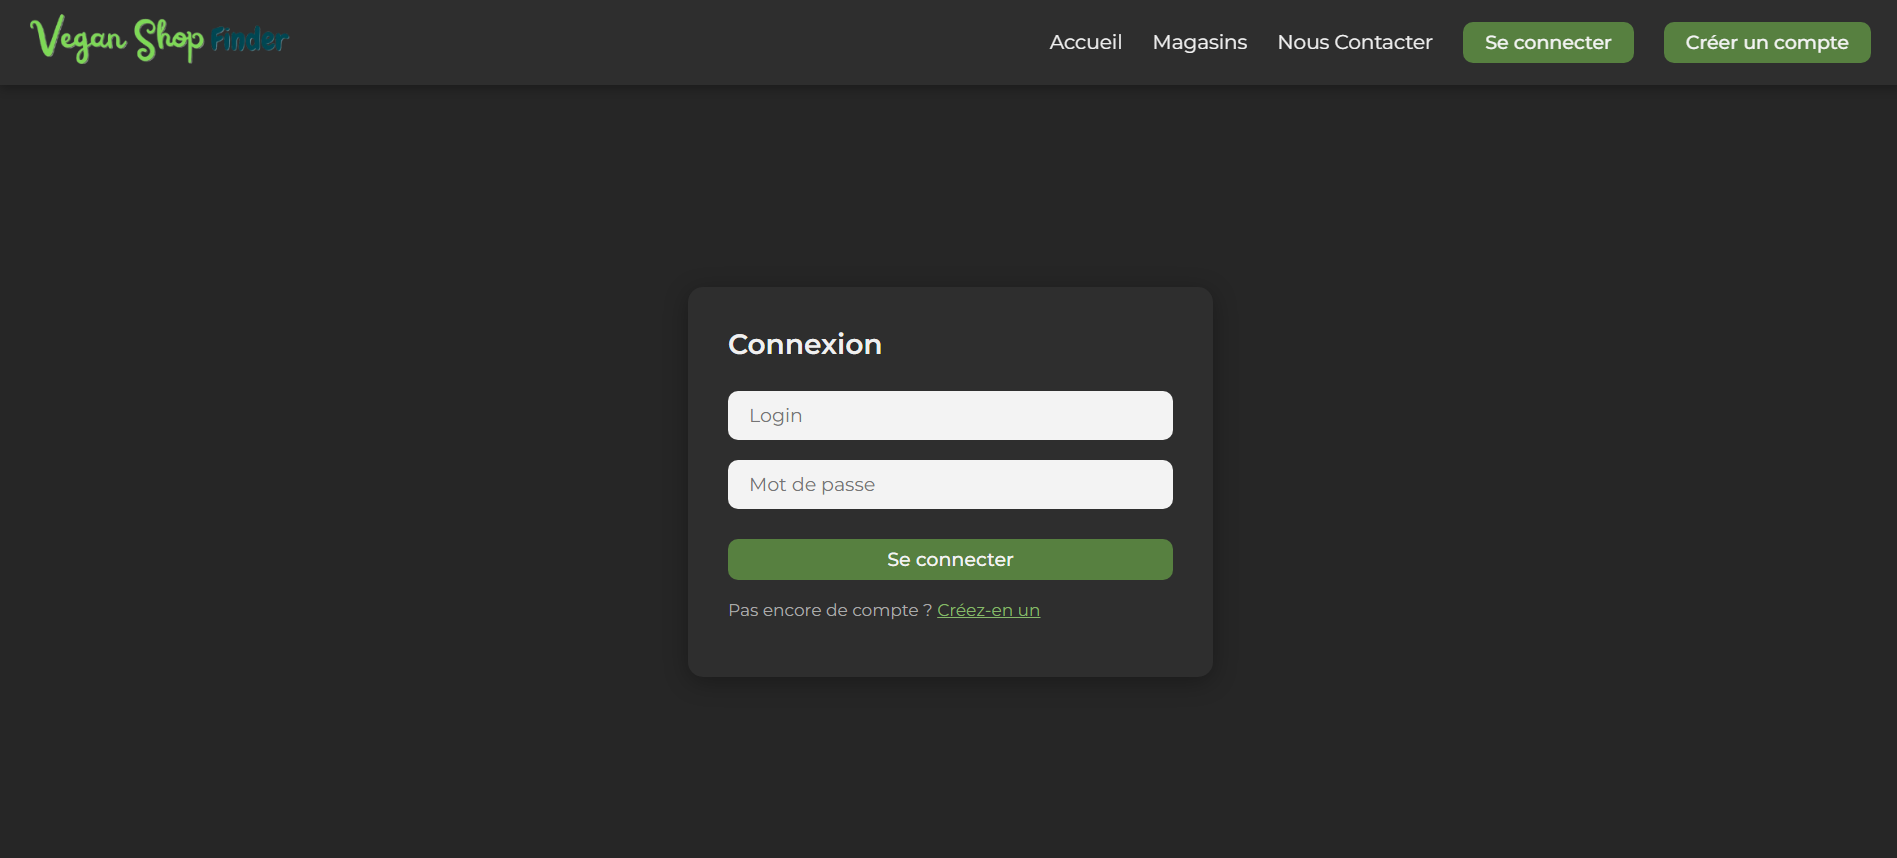 Vegan Shop Finder
Accueil Magasins Nous Contacter Se connecter Créer un compte
Connexion
Login
Mot de passe
Se connecter
Pas encore de compte ? Créez-en un